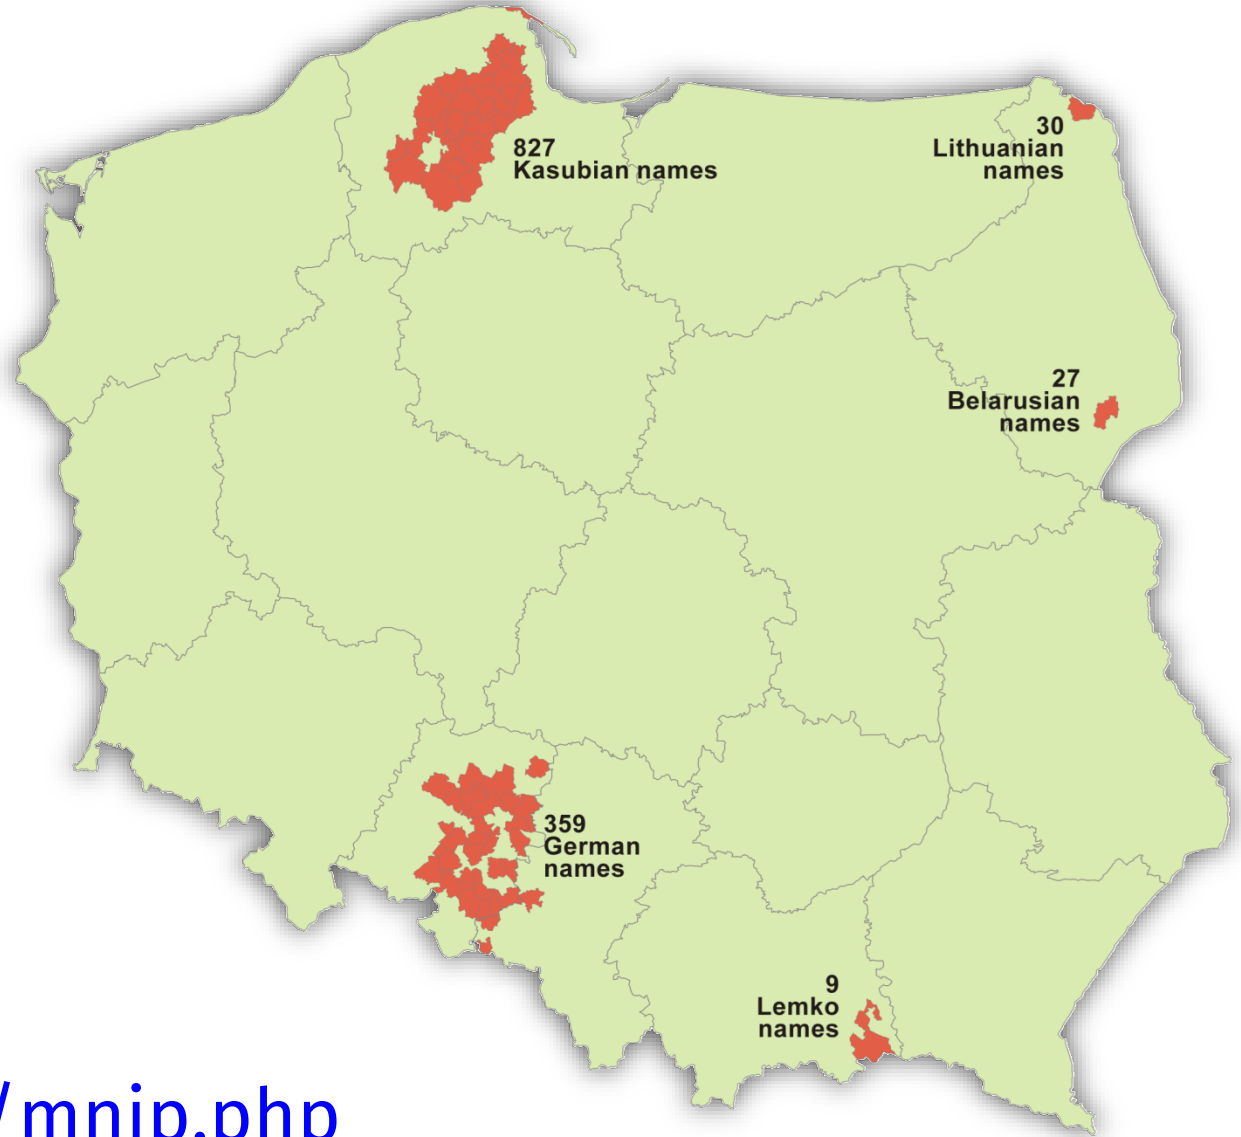 827
Kasubian names
30
Lithuanian
names
27
Belarusian
names
359
German
names
9
Lemko
names
/mnip.php